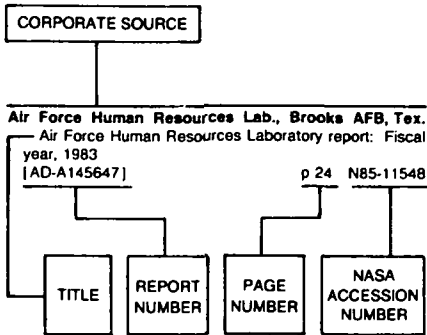 CORPORATE SOURCE
Air Force Human Resources Lab., Brooks AFB, Tex.
Air Force Human Resources Laboratory report: Fiscal
year, 1983
[AD-A145647] p 24 N85-11548
TITLE
REPORT
NUMBER
PAGE
NUMBER
NASA
ACCESSION
NUMBER